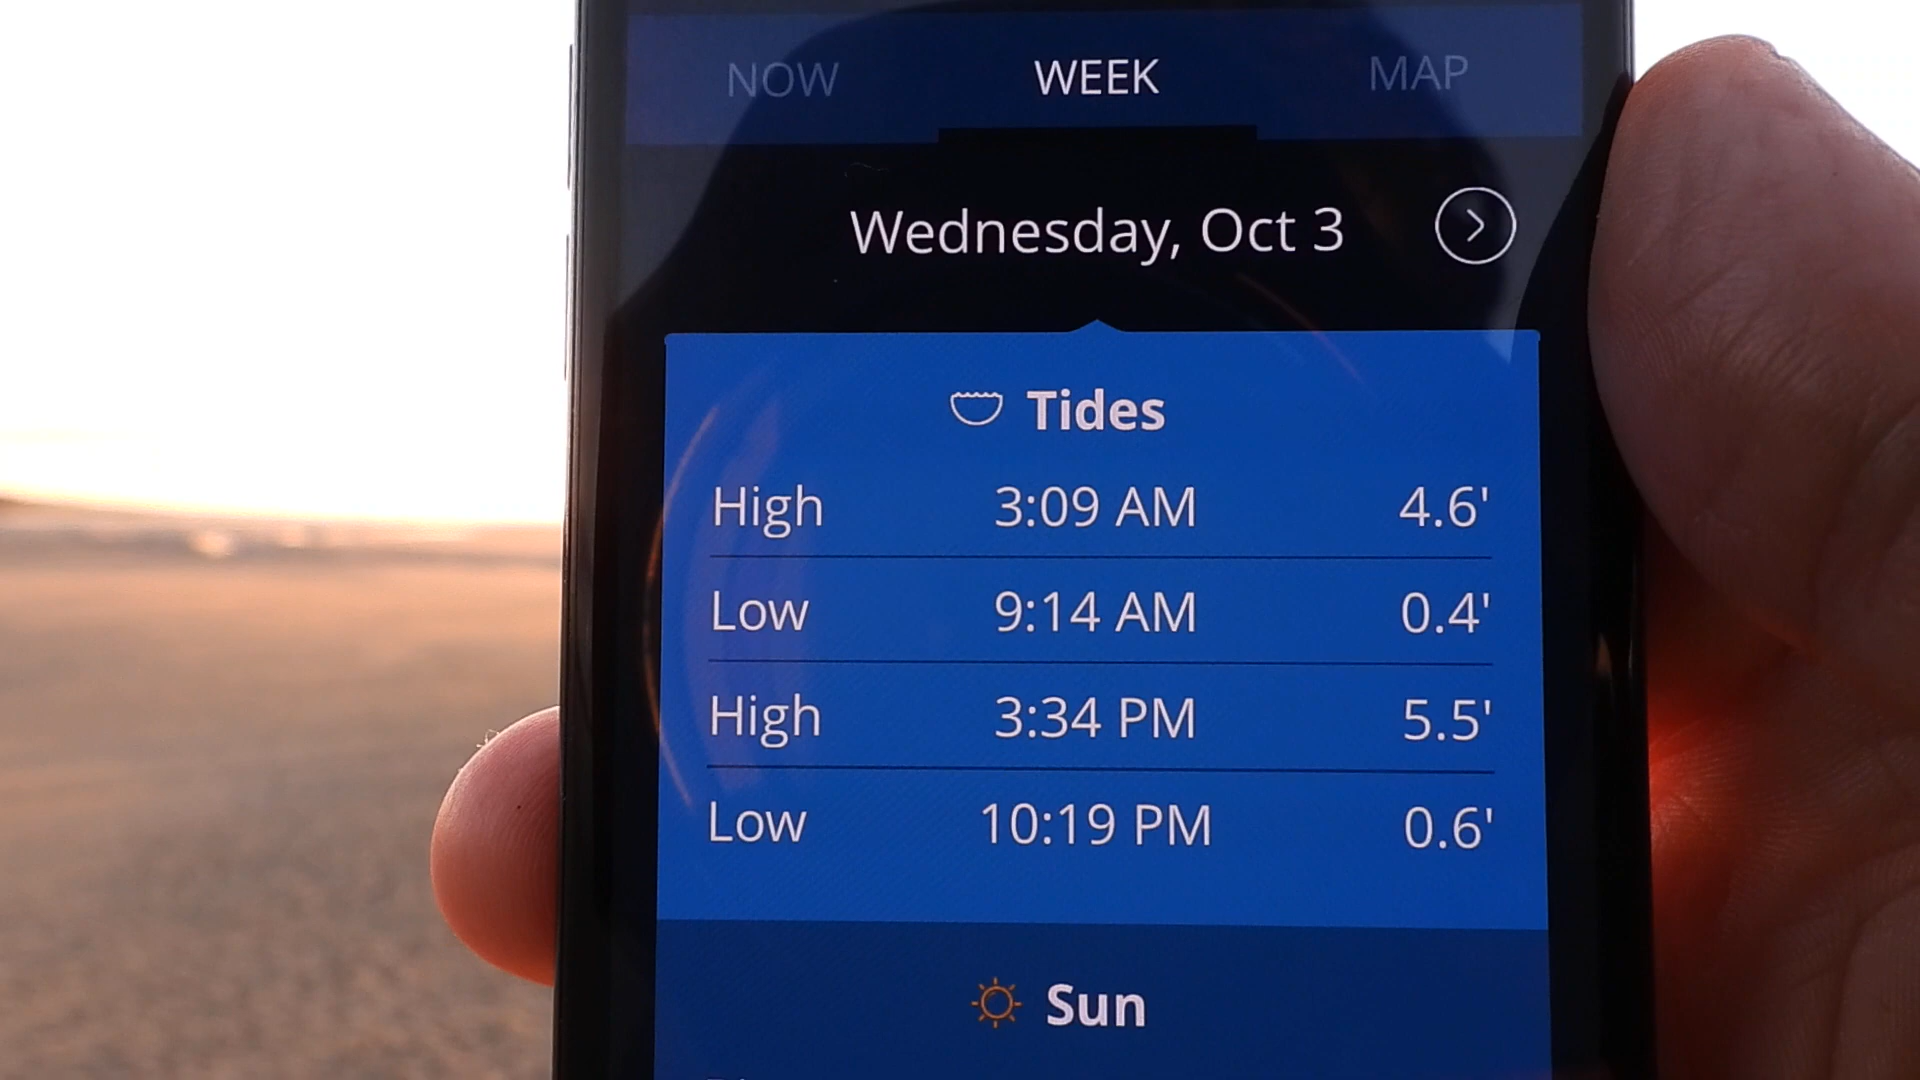 NOW WEEK MAP
Wednesday, Oct 3
Tides
High 3:09 AM 4.6'
Low 9:14 AM 0.4'
High 3:34 PM 5.5'
Low 10:19 PM 0.6'
Sun